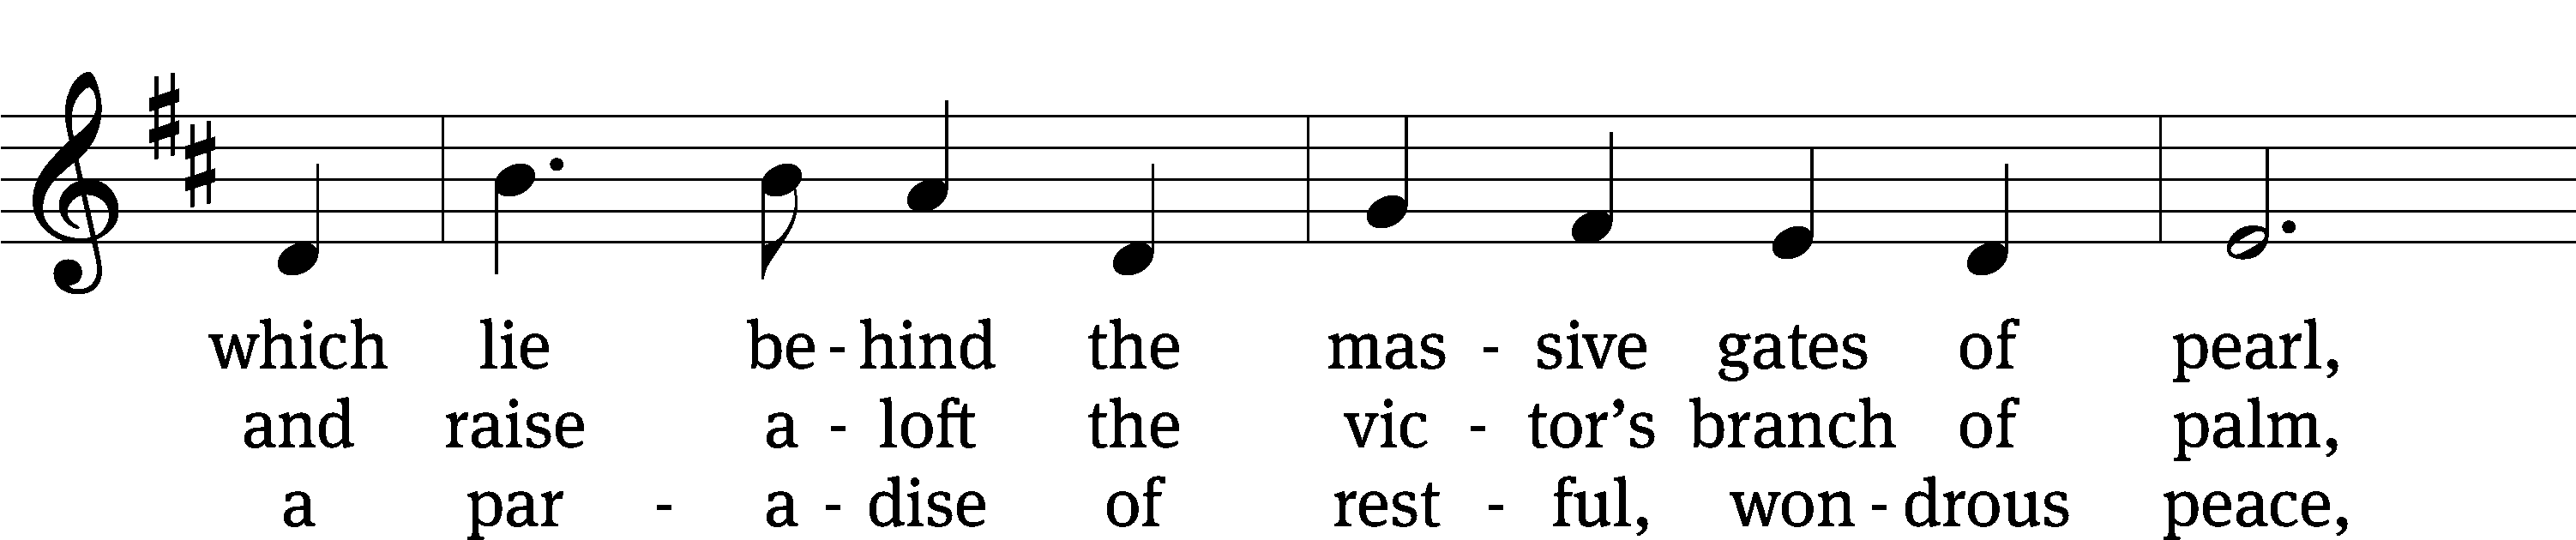 which lie be - hind the mas - sive gates of pearl,
and raise a - loft the vic - tor’s branch of palm,
a par - a - dise of rest - ful, won - drous peace,